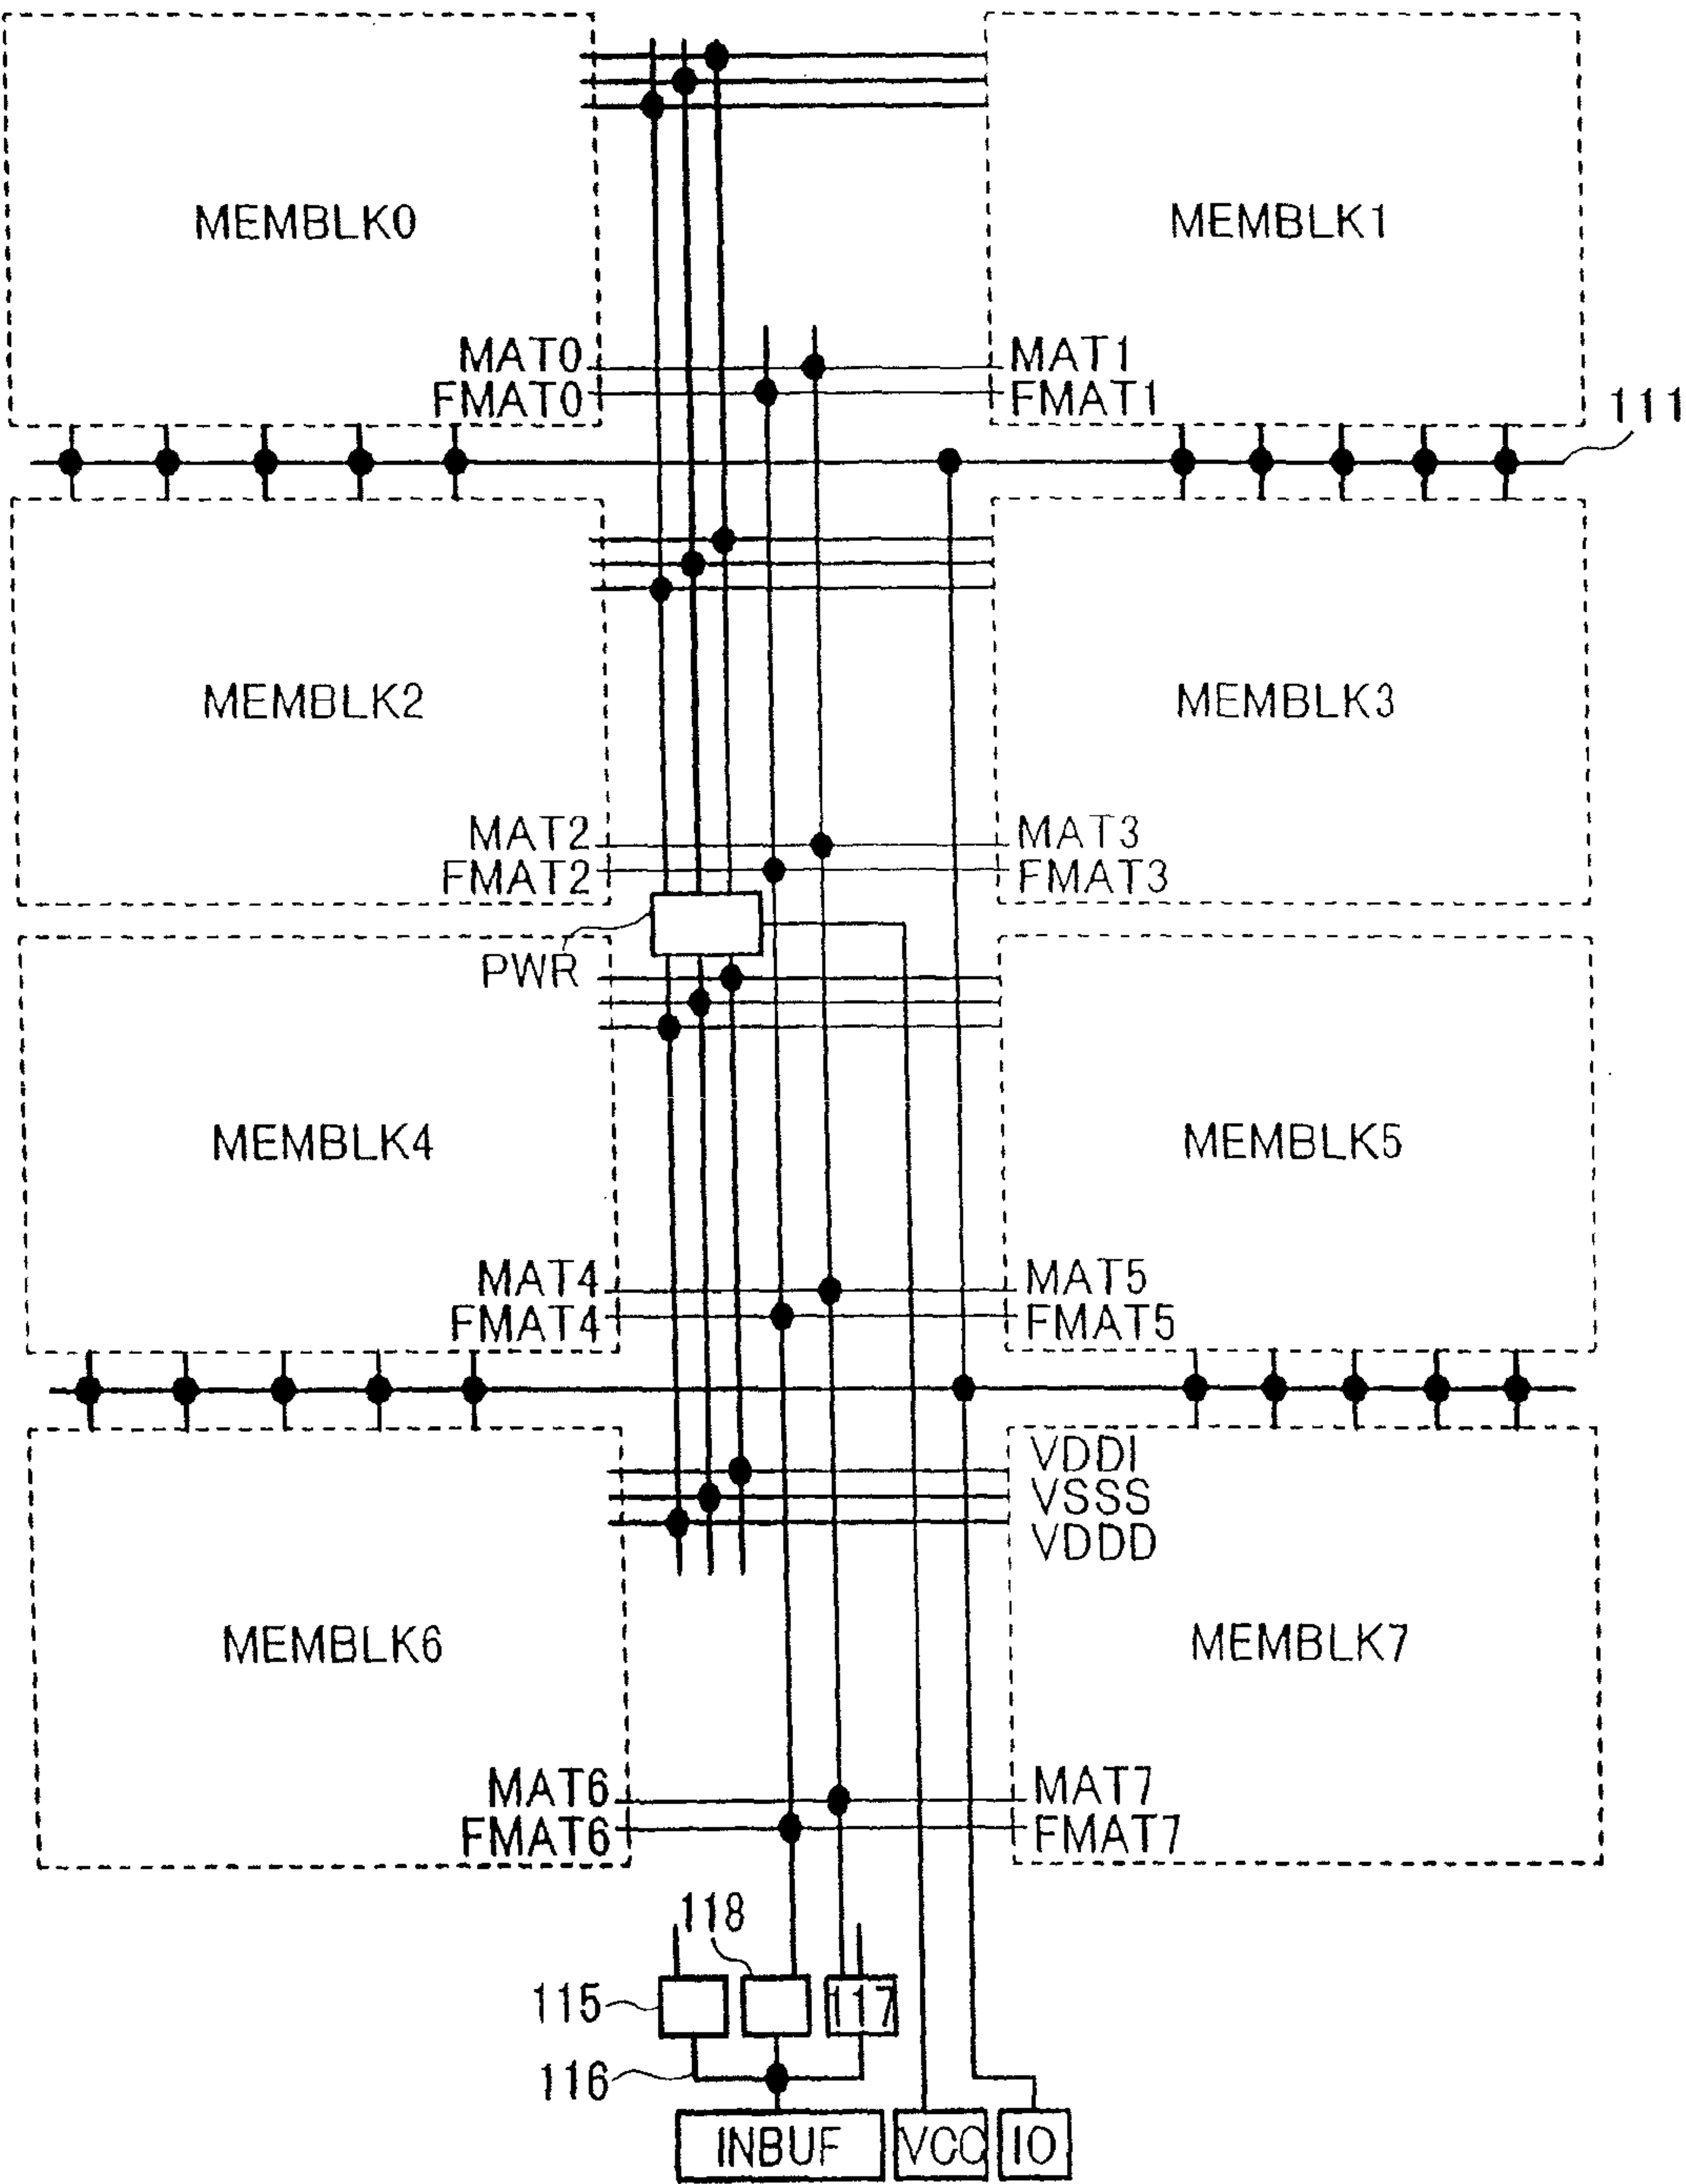 MEMBLK0
MEMBLK1
MAT0
MAT1
FMAT0
FMAT1
111
MEMBLK2
MEMBLK3
MAT2
MAT3
FMAT2
FMAT3
PWR
MEMBLK4
MEMBLK5
MAT4
MAT5
FMAT4
FMAT5
VDDI
VSSS
VDDD
MEMBLK6
MEMBLK7
MAT6
MAT7
FMAT6
FMAT7
118
115
117
116
INBUF
VCC
IO